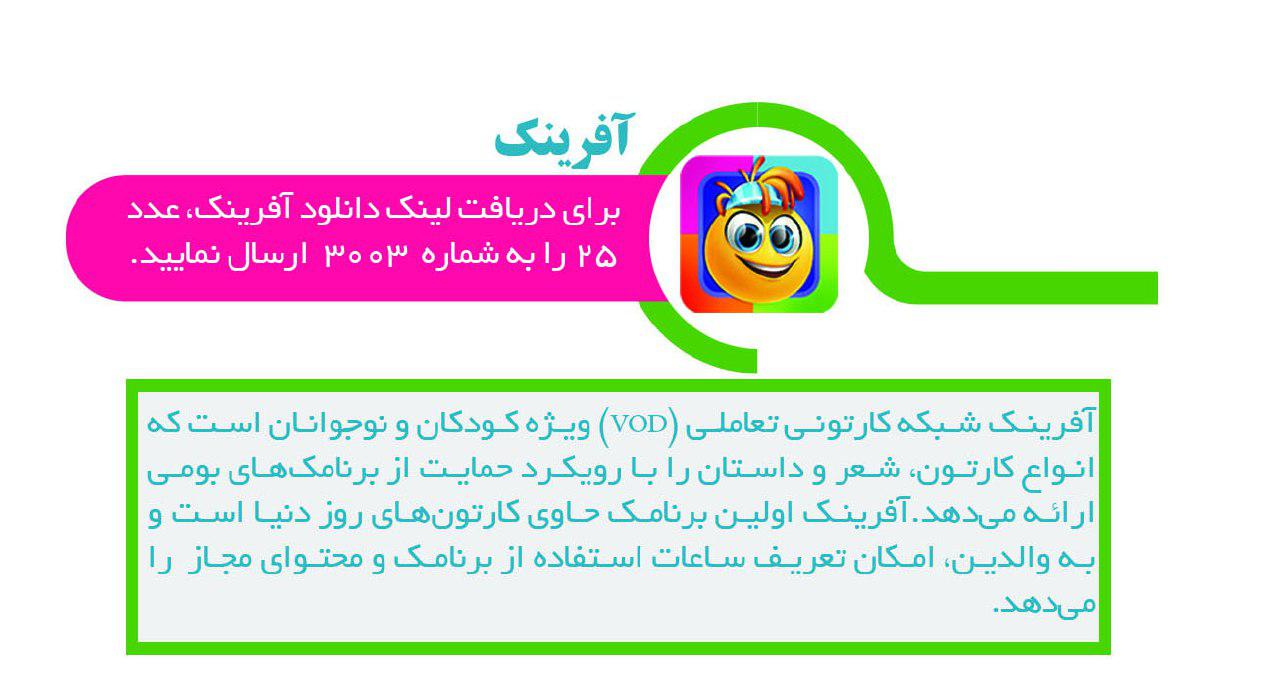 آفرینک
برای دریافت لینک دانلود آفرینک، عدد
۲۵ را به شماره ۳۰۰۳ ارسال نمایید.
آفرینک شبکه کارتونی تعاملی (VOD) ویژه کودکان و نوجوانان است که
انواع کارتون، شعر و داستان را با رویکرد حمایت از برنامک‌های بومی
ارائه می‌دهد.آفرینک اولین برنامک حاوی کارتون‌های روز دنیا است و
به والدین، امکان تعریف ساعات استفاده از برنامک و محتوای مجاز را
می‌دهد.